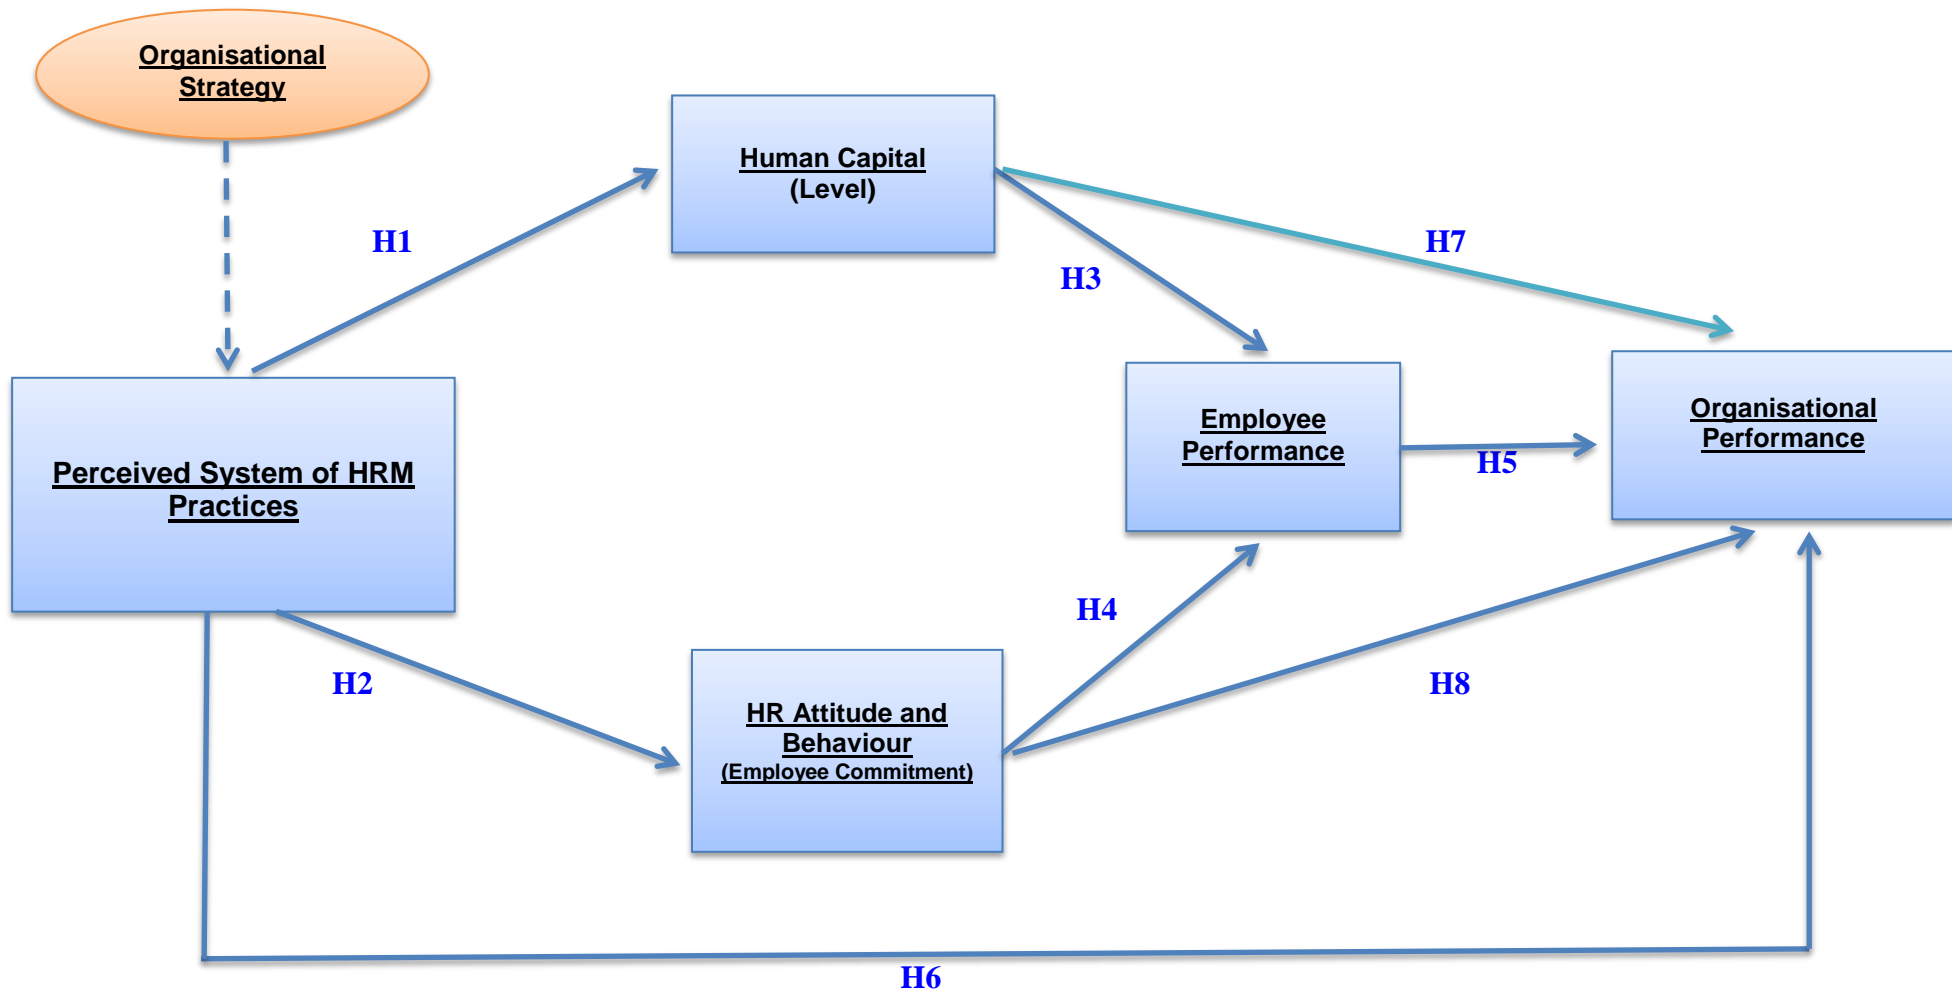 Organisational
Strategy
Human Capital
(Level)
H1
H7
H3
Employee
Performance
Organisational
Performance
H5
Perceived System of HRM
Practices
H4
H2
H8
HR Attitude and
Behaviour
(Employee Commitment)
H6